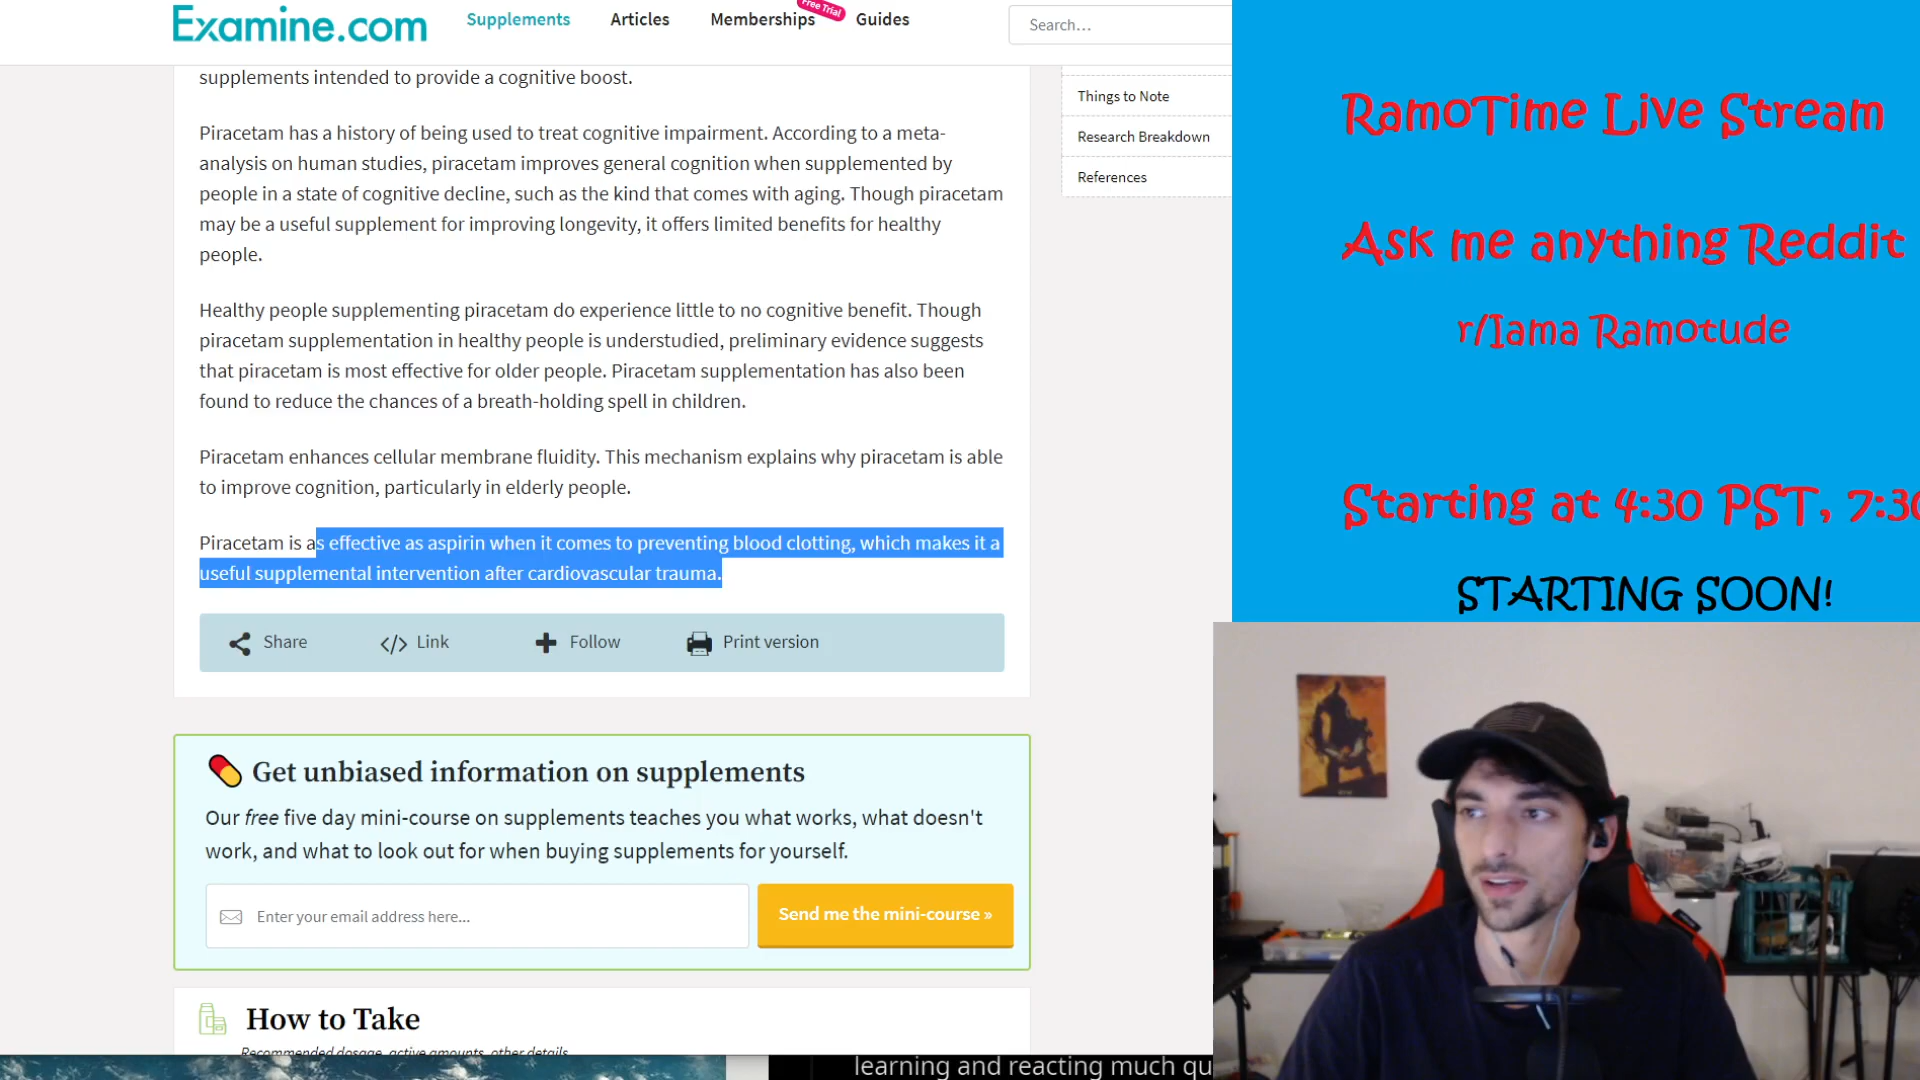 Examine.com
Supplements
Articles
Memberships
Free Trial
Guides
Search...
supplements intended to provide a cognitive boost.
Piracetam has a history of being used to treat cognitive impairment. According to a meta-
analysis on human studies, piracetam improves general cognition when supplemented by
people in a state of cognitive decline, such as the kind that comes with aging. Though piracetam
may be a useful supplement for improving longevity, it offers limited benefits for healthy
people.
Healthy people supplementing piracetam do experience little to no cognitive benefit. Though
piracetam supplementation in healthy people is understudied, preliminary evidence suggests
that piracetam is most effective for older people. Piracetam supplementation has also been
found to reduce the chances of a breath-holding spell in children.
Piracetam enhances cellular membrane fluidity. This mechanism explains why piracetam is able
to improve cognition, particularly in elderly people.
Piracetam is as effective as aspirin when it comes to preventing blood clotting, which makes it a
useful supplemental intervention after cardiovascular trauma.
Share
Link
Follow
Print version
Get unbiased information on supplements
Our free five day mini-course on supplements teaches you what works, what doesn't
work, and what to look out for when buying supplements for yourself.
Enter your email address here...
Send me the mini-course »
How to Take
Recommended dosage, active amounts, other details
learning and reacting much qu
Things to Note
Research Breakdown
References
RamoTime Live Stream
Ask me anything Reddit
r/Iama Ramotude
Starting at 4:30 PST, 7:30
STARTING SOON!